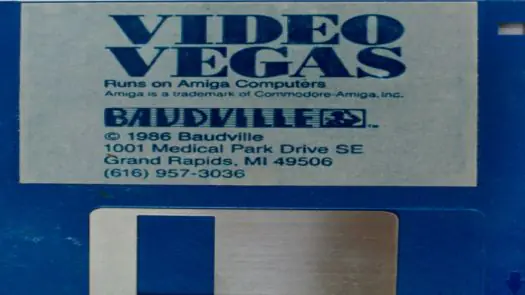 VIDEO
VEGAS
Runs on Amiga Computers
Amiga is a trademark of Commodore-Amiga, Inc.
BAUDVILLE ™
© 1986 Baudville
1001 Medical Park Drive SE
Grand Rapids, MI 49506
(616) 957-3036